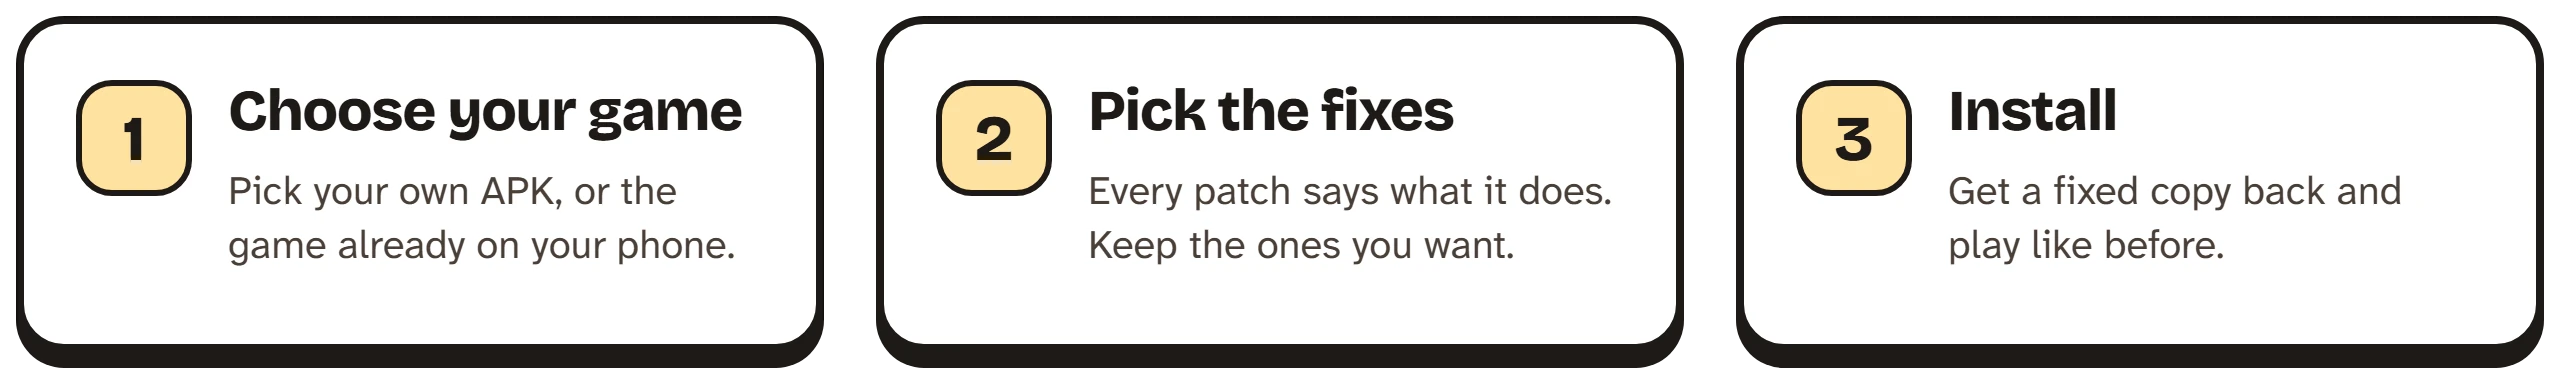 1
Choose your game
Pick your own APK, or the
game already on your phone.
2
Pick the fixes
Every patch says what it does.
Keep the ones you want.
3
Install
Get a fixed copy back and
play like before.